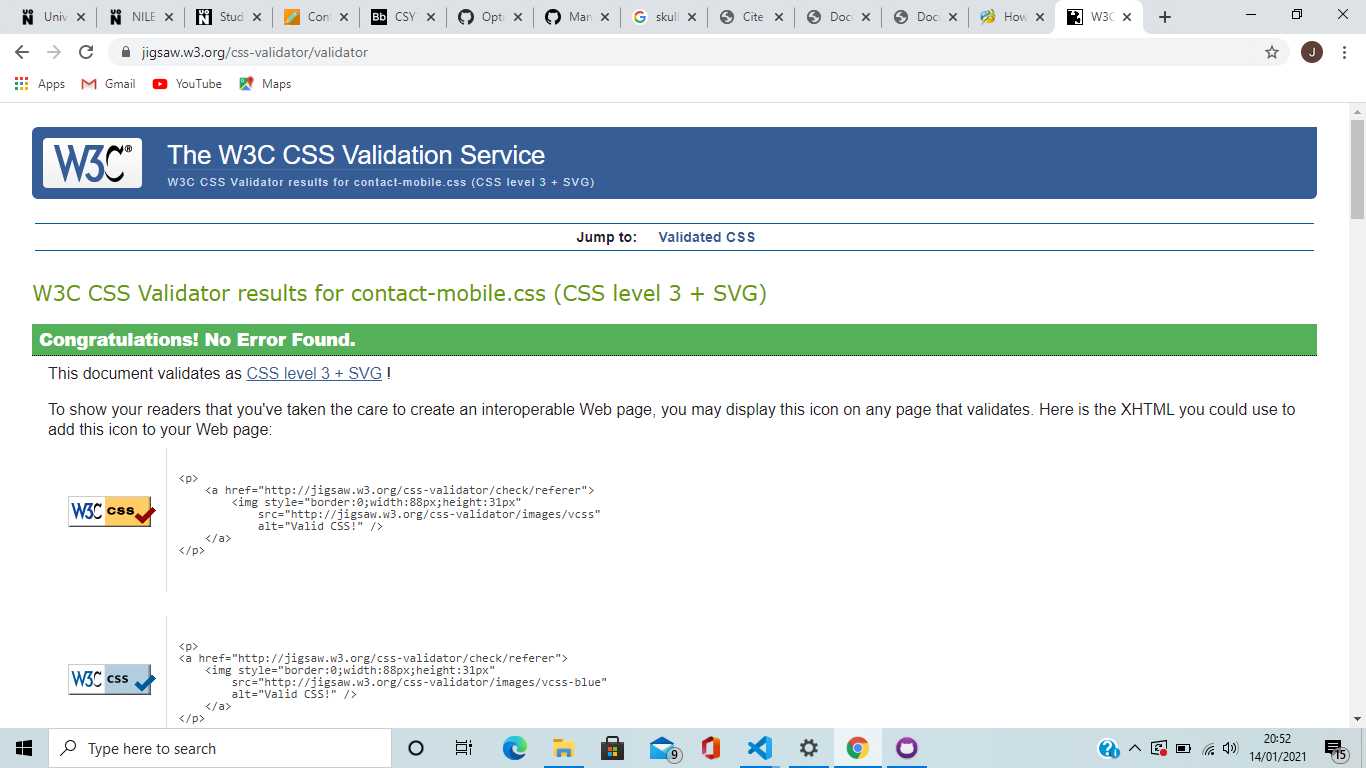 Univ
NILE
Stud
Con
CSY
Opti
Man
skull
Cite
Docu
Docu
How
W3C
jigsaw.w3.org/css-validator/validator
J
Apps Gmail YouTube Maps
W3C® The W3C CSS Validation Service
W3C CSS Validator results for contact-mobile.css (CSS level 3 + SVG)
Jump to: Validated CSS
W3C CSS Validator results for contact-mobile.css (CSS level 3 + SVG)
Congratulations! No Error Found.
This document validates as CSS level 3 + SVG !
To show your readers that you've taken the care to create an interoperable Web page, you may display this icon on any page that validates. Here is the XHTML you could use to
add this icon to your Web page:
W3C CSS
<p>
<a href="http://jigsaw.w3.org/css-validator/check/referer">
<img style="border:0;width:88px;height:31px"
src="http://jigsaw.w3.org/css-validator/images/vcss"
alt="Valid CSS!" />
</a>
</p>
W3C CSS
<p>
<a href="http://jigsaw.w3.org/css-validator/check/referer">
<img style="border:0;width:88px;height:31px"
src="http://jigsaw.w3.org/css-validator/images/vcss-blue"
alt="Valid CSS!" />
</a>
</p>
Type here to search
9
20:52
14/01/2021
15